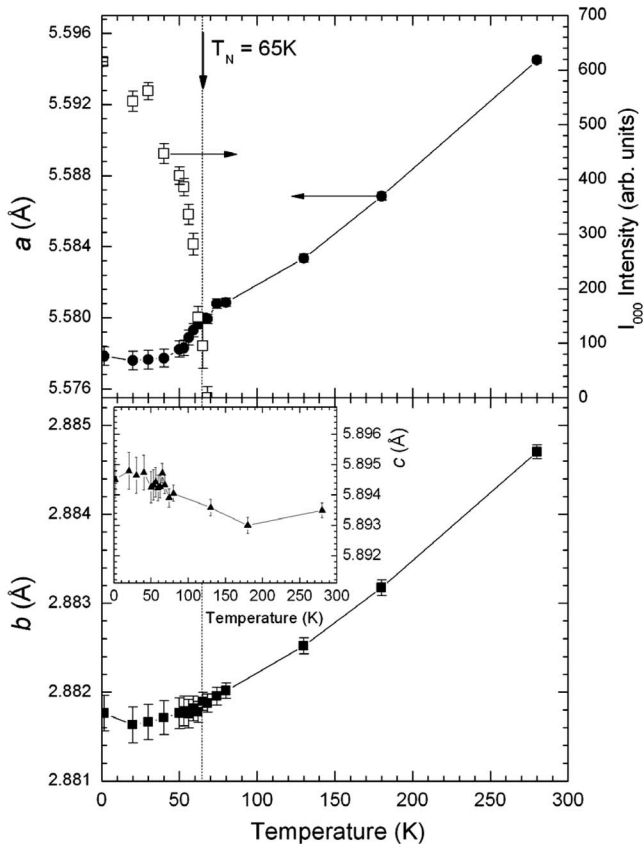 5.596
5.592
5.588
5.584
5.580
5.576
a (Å)
T_N = 65K
700
600
500
400
300
200
100
0
I_000 Intensity (arb. units)
2.885
2.884
2.883
2.882
2.881
b (Å)
5.896
5.895
5.894
5.893
5.892
c (Å)
0 50 100 150 200 250 300
Temperature (K)
0 50 100 150 200 250 300
Temperature (K)